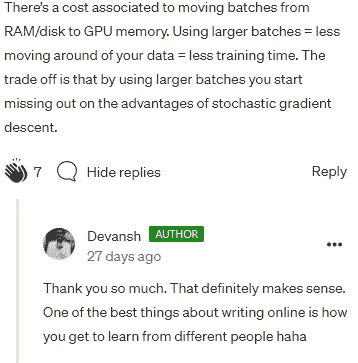 There's a cost associated to moving batches from
RAM/disk to GPU memory. Using larger batches = less
moving around of your data = less training time. The
trade off is that by using larger batches you start
missing out on the advantages of stochastic gradient
descent.
7 Hide replies Reply
Devansh AUTHOR
27 days ago
Thank you so much. That definitely makes sense.
One of the best things about writing online is how
you get to learn from different people haha